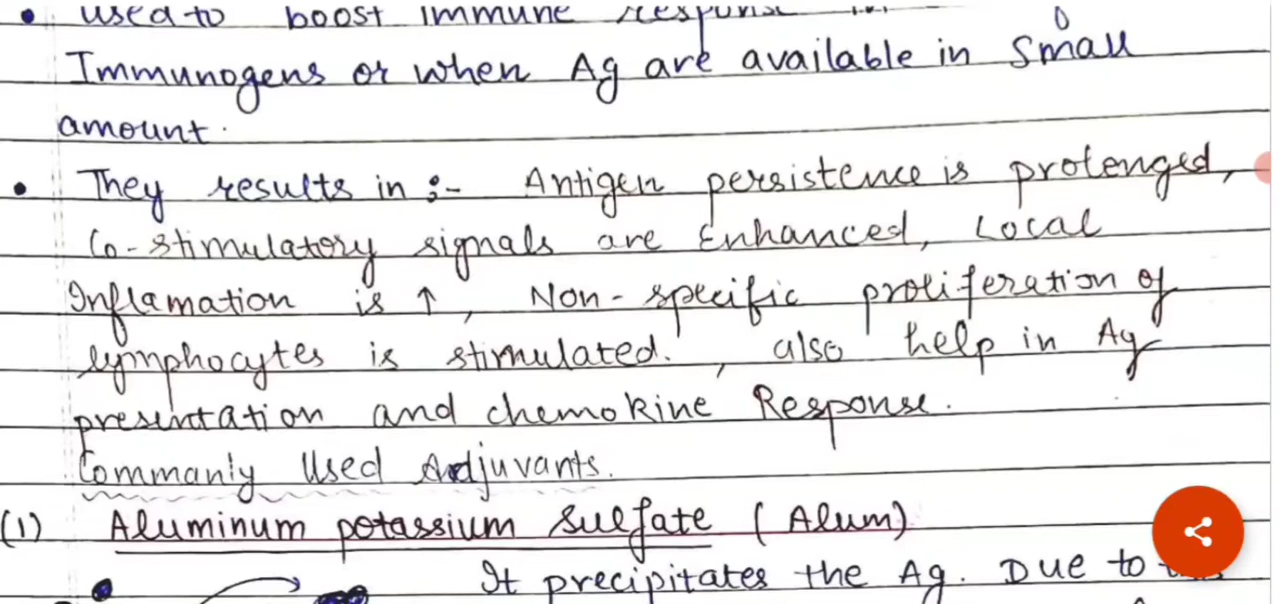 • used to boost immune response
Immunogens or when Ag are available in Small
amount.
• They results in :- Antigen persistence is prolenged,
Co-stimulatory signals are Enhanced, Local
Inflamation is ↑, Non-specific proliferation of
lymphocytes is stimulated., also help in Ag
presentation and chemokine Response.
Commanly Used Adjuvants.
(1) Aluminum potassium sulfate (Alum)
It precipitates the Ag. Due to